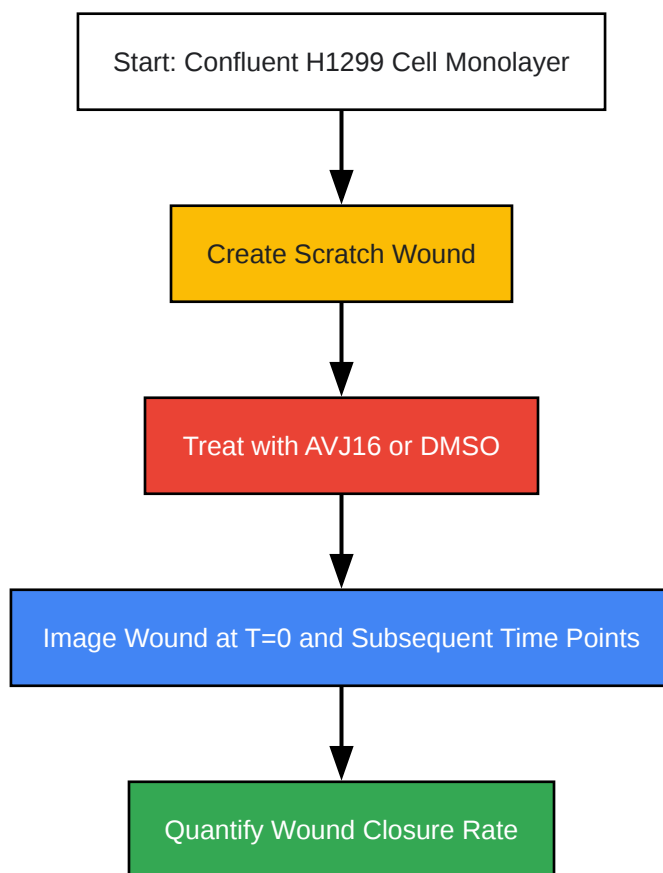 Start: Confluent H1299 Cell Monolayer
Create Scratch Wound
Treat with AVJ16 or DMSO
Image Wound at T=0 and Subsequent Time Points
Quantify Wound Closure Rate